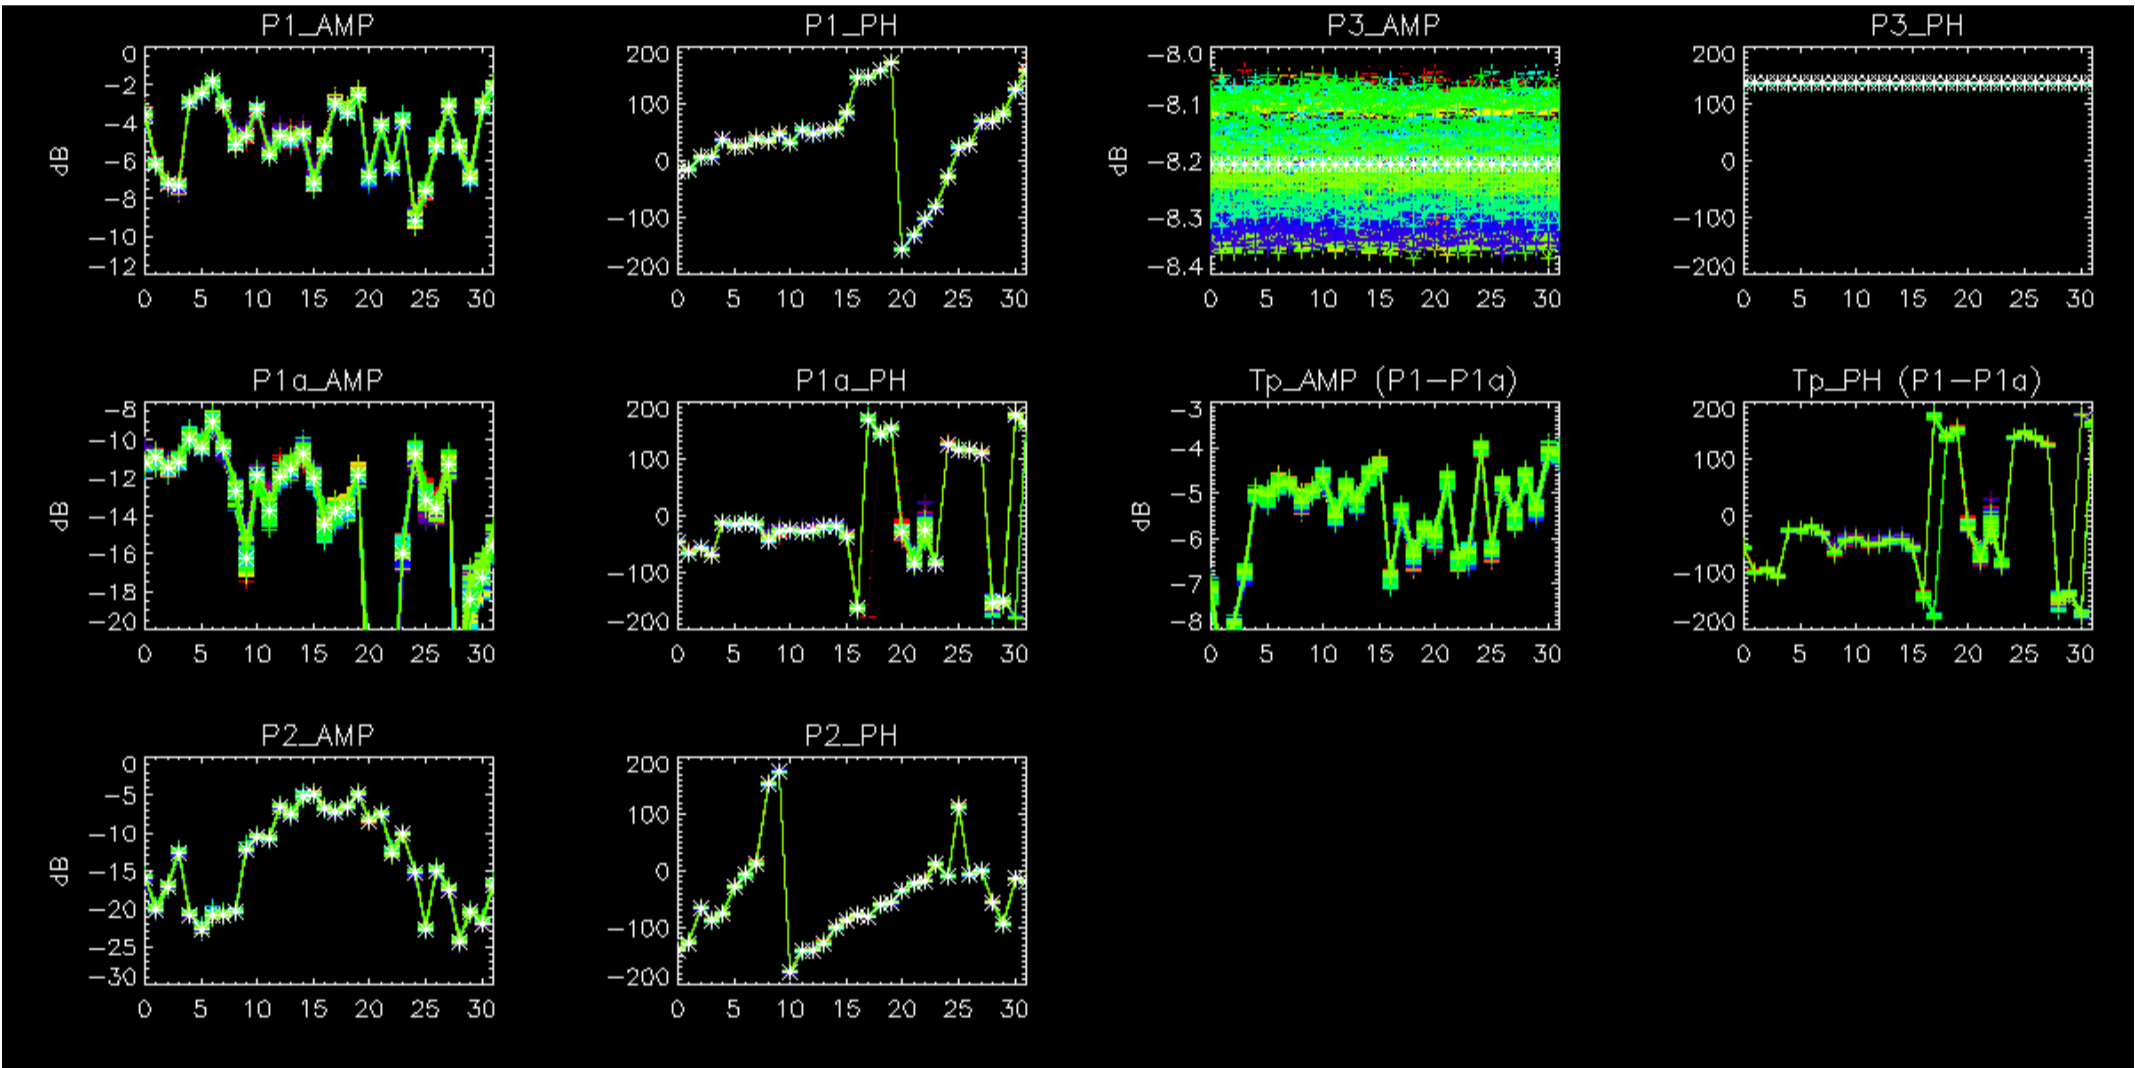 P1_AMP P1_PH P3_AMP P3_PH
0 200 -8.0 200
-2
-4 100 -8.1 100
dB -6 0 dB -8.2 0
-8
-10 -100 -8.3 -100
-12 -200 -8.4 -200
0 5 10 15 20 25 30 0 5 10 15 20 25 30 0 5 10 15 20 25 30 0 5 10 15 20 25 30
P1a_AMP P1a_PH Tp_AMP (P1-P1a) Tp_PH (P1-P1a)
-8 200 -3 200
-10 100 -4 100
-12
dB -14 0 dB -5 0
-16 -100 -6 -100
-18 -7
-20 -200 -8 -200
0 5 10 15 20 25 30 0 5 10 15 20 25 30 0 5 10 15 20 25 30 0 5 10 15 20 25 30
P2_AMP P2_PH
0 200
-5 100
-10
dB -15 0
-20 -100
-25
-30 -200
0 5 10 15 20 25 30 0 5 10 15 20 25 30